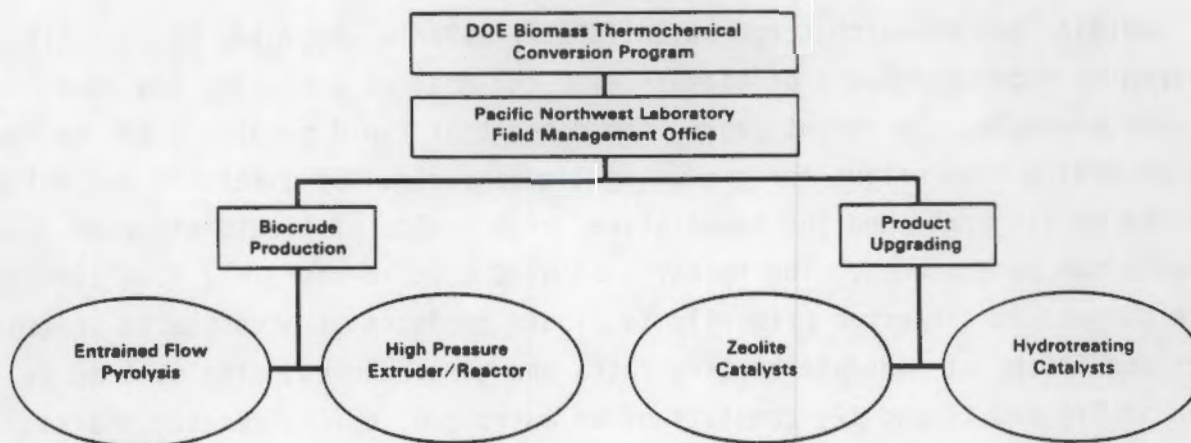 DOE Biomass Thermochemical
Conversion Program
Pacific Northwest Laboratory
Field Management Office
Biocrude
Production
Product
Upgrading
Entrained Flow
Pyrolysis
High Pressure
Extruder/Reactor
Zeolite
Catalysts
Hydrotreating
Catalysts